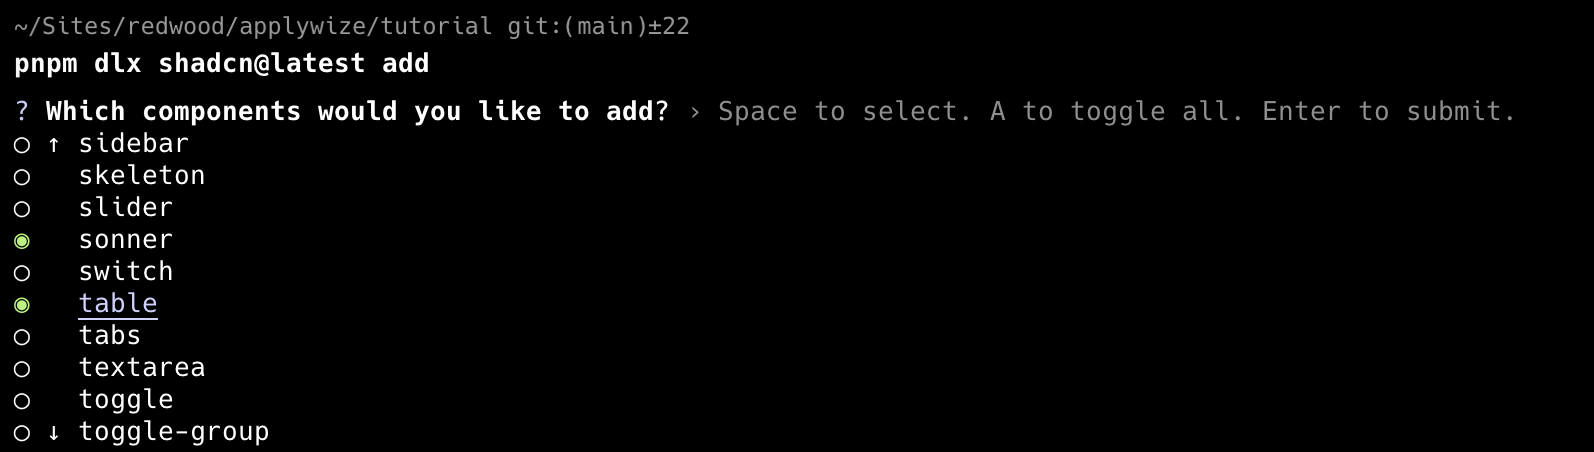 ~/Sites/redwood/applywize/tutorial git:(main)±22
pnpm dlx shadcn@latest add
? Which components would you like to add? › Space to select. A to toggle all. Enter to submit.
○ ↑ sidebar
○   skeleton
○   slider
◉   sonner
○   switch
◉   table
○   tabs
○   textarea
○   toggle
○ ↓ toggle-group